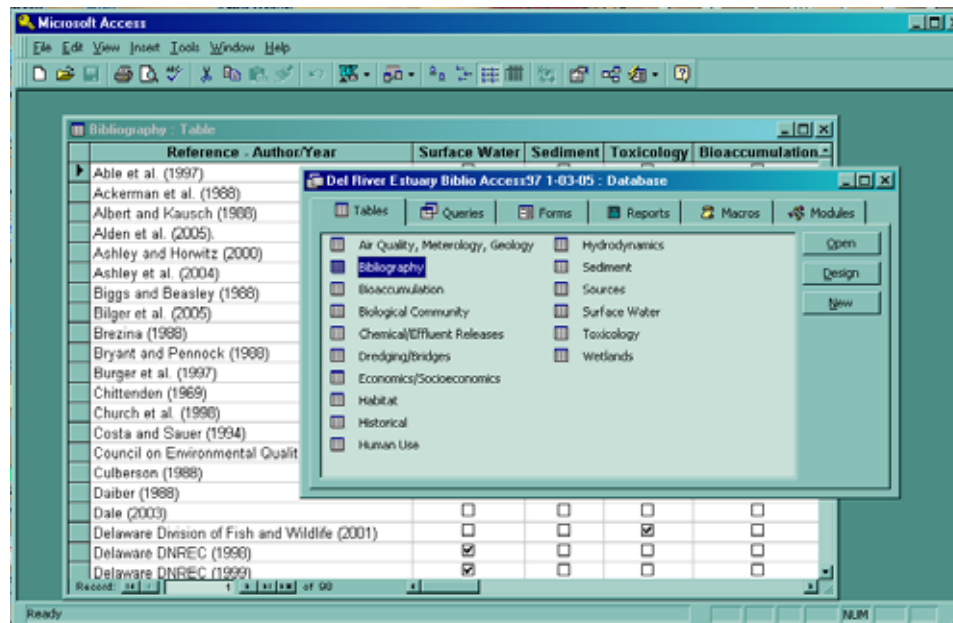 Microsoft Access
File Edit View Insert Tools Window Help
Bibliography : Table
Reference - Author/Year Surface Water Sediment Toxicology Bioaccumulation
Able et al. (1997)
Ackerman et al. (1988)
Albert and Kausch (1988)
Alden et al. (2005).
Ashley and Horwitz (2000)
Ashley et al. (2004)
Biggs and Beasley (1988)
Bilger et al. (2005)
Brezina (1988)
Bryant and Pennock (1988)
Burger et al. (1997)
Chittenden (1969)
Church et al. (1998)
Costa and Sauer (1994)
Council on Environmental Qualit
Culberson (1988)
Daiber (1988)
Dale (2003)
Delaware Division of Fish and Wildlife (2001)
Delaware DNREC (1998)
Delaware DNREC (1999)
Record: 1 of 98
Del River Estuary Biblio Access97 1-03-05 : Database
Tables Queries Forms Reports Macros Modules
Air Quality, Meterology, Geology Hydrodynamics Open
Bibliography Sediment Design
Bioaccumulation Sources New
Biological Community Surface Water
Chemical/Effluent Releases Toxicology
Dredging/Bridges Wetlands
Economics/Socioeconomics
Habitat
Historical
Human Use
Ready NUM